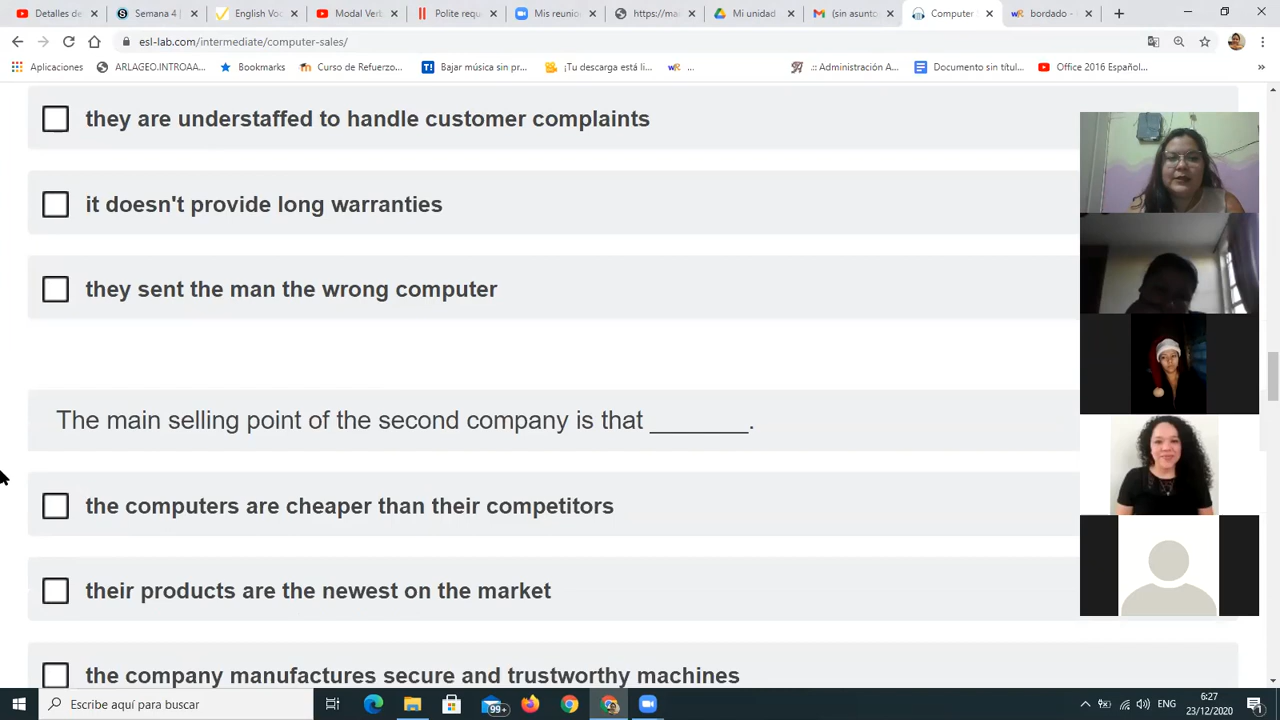 Detalles de
Semana 4
English Voc
Modal Verb
Polite requ
Mis reunio
https://mai
Mi unidad
(sin asunto
Computer
bordado -
esl-lab.com/intermediate/computer-sales/
Aplicaciones
ARLAGEO.INTROAA...
Bookmarks
Curso de Refuerzo...
Bajar música sin pr...
¡Tu descarga está li...
...
.:: Administración A...
Documento sin títul...
Office 2016 Español...
they are understaffed to handle customer complaints
it doesn't provide long warranties
they sent the man the wrong computer
The main selling point of the second company is that _______.
the computers are cheaper than their competitors
their products are the newest on the market
the company manufactures secure and trustworthy machines
Escribe aquí para buscar
99+
ENG
6:27
23/12/2020